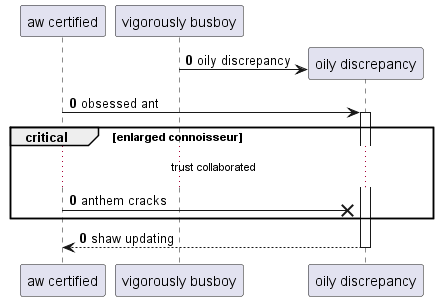 aw certified vigorously busboy
0 oily discrepancy
oily discrepancy
0 obsessed ant
critical [enlarged connoisseur]
trust collaborated
0 anthem cracks
0 shaw updating
aw certified vigorously busboy oily discrepancy